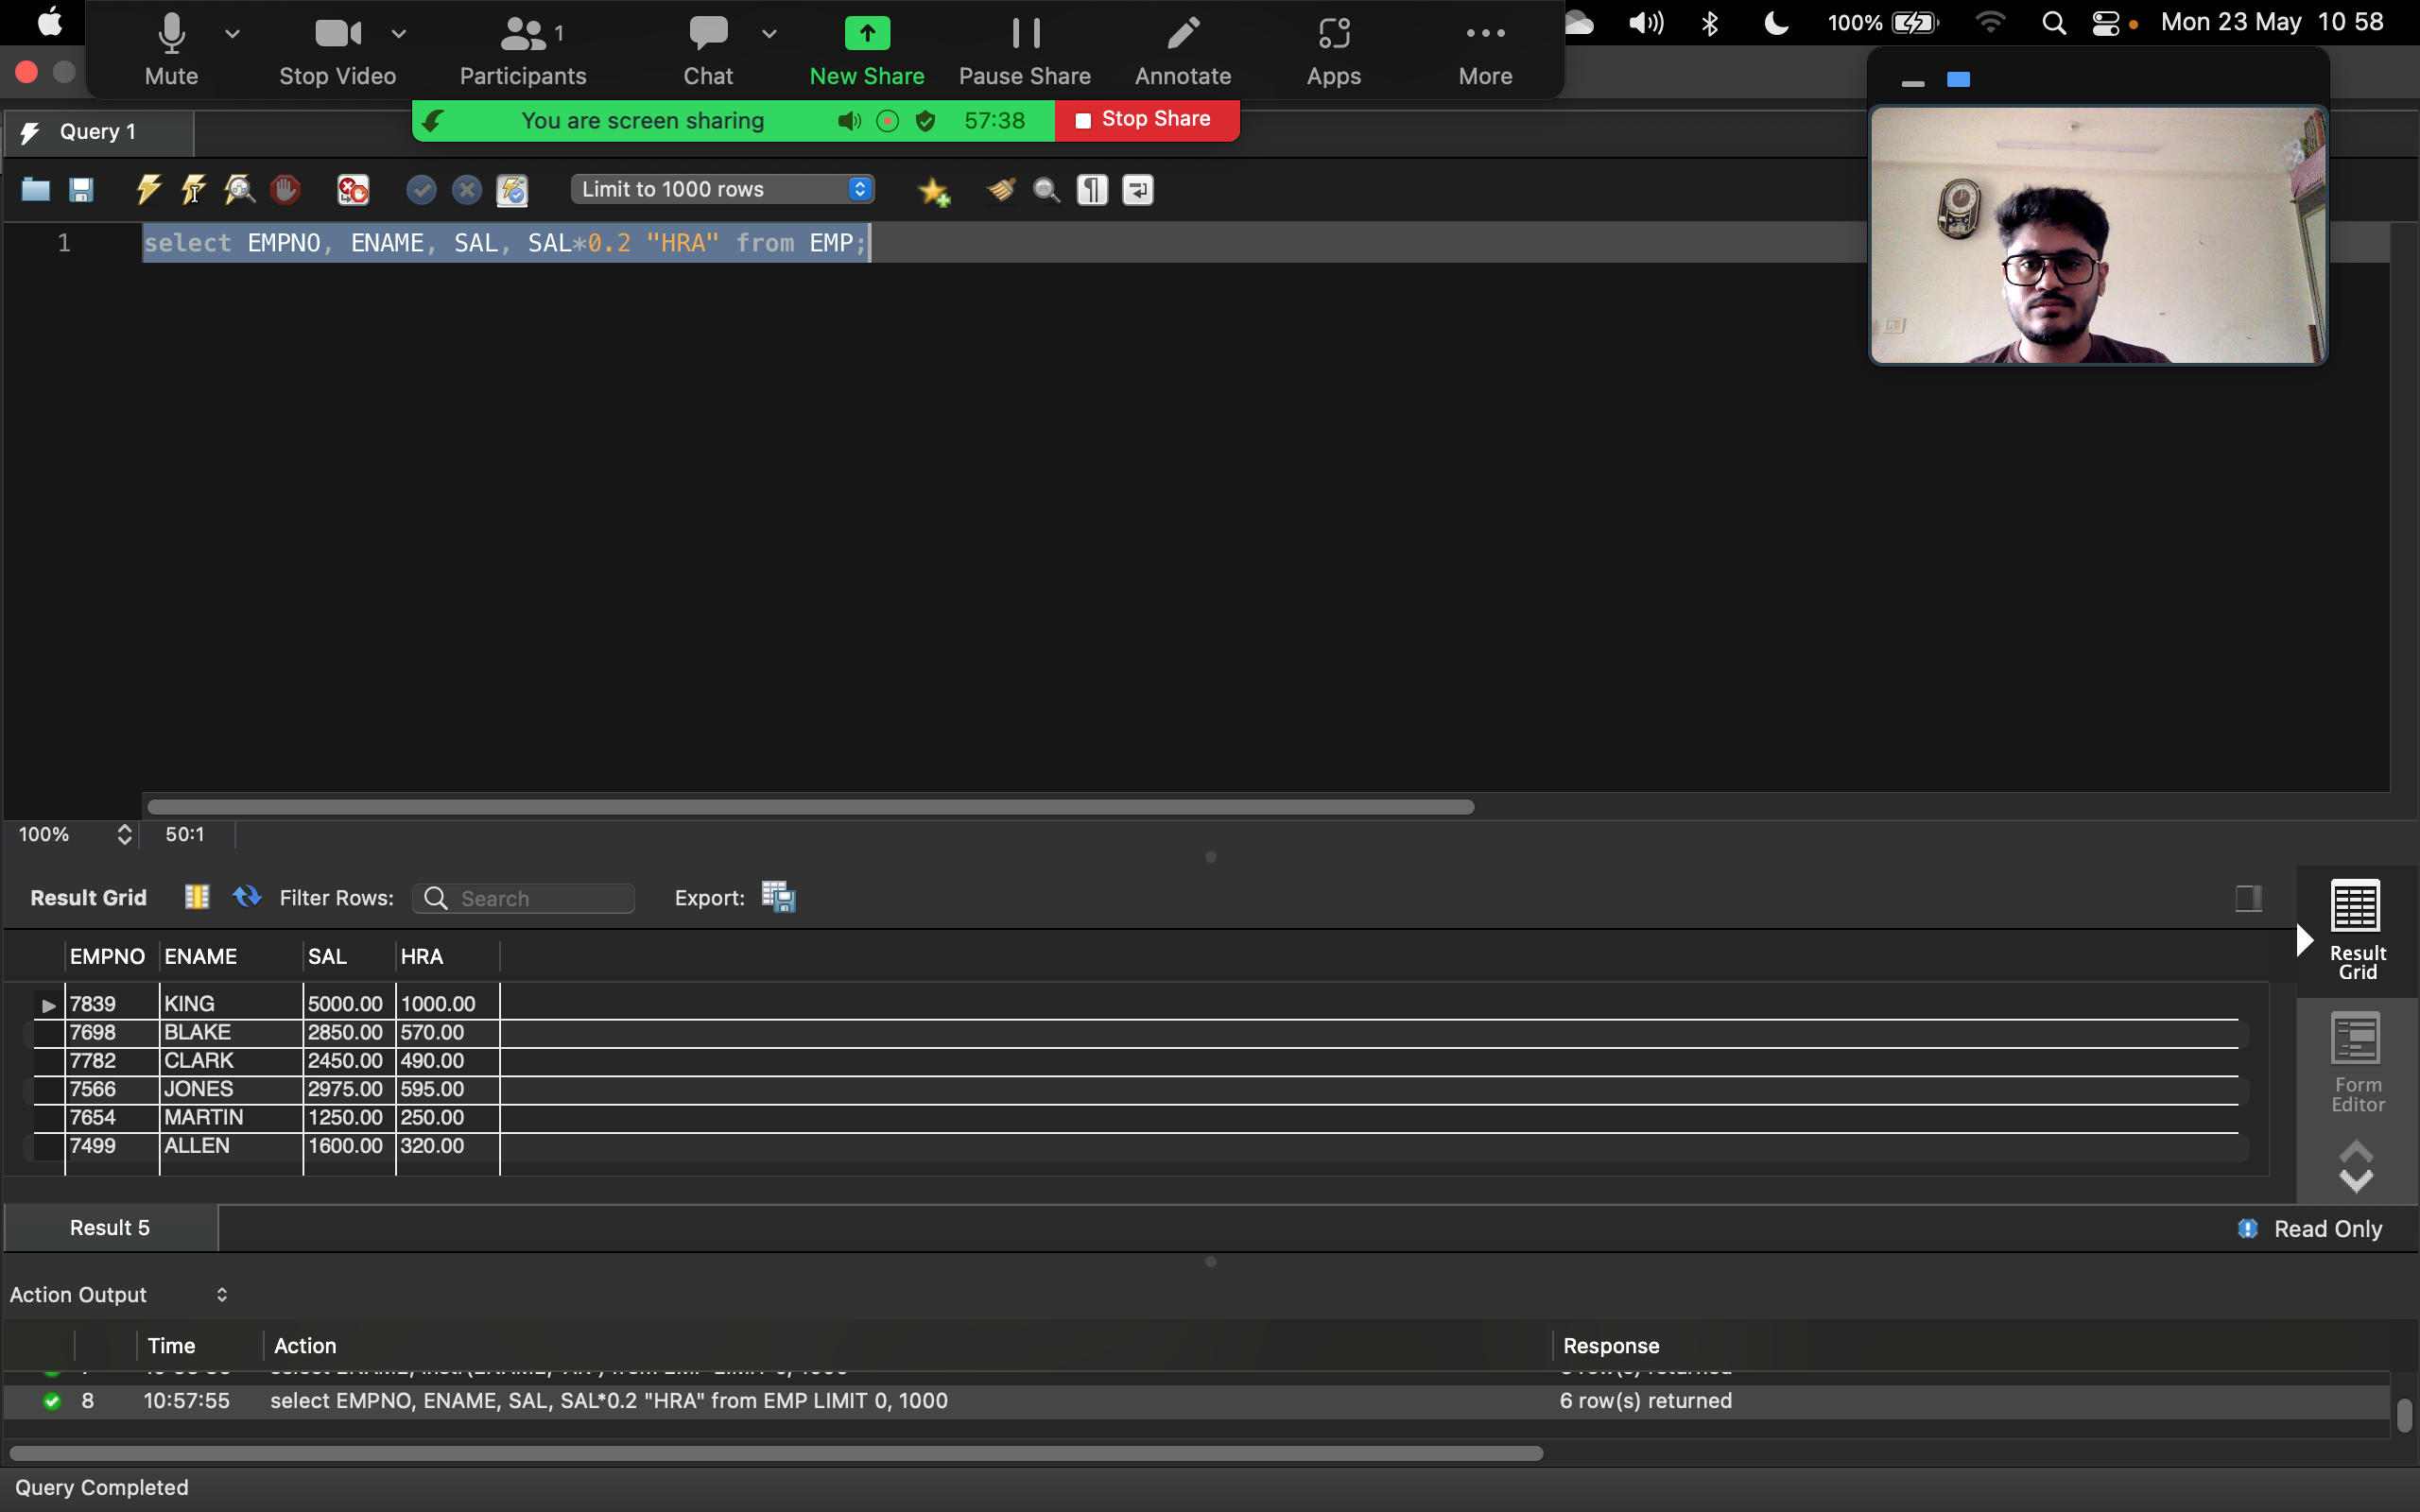 100% Mon 23 May 10 58
Mute Stop Video Participants 1 Chat New Share Pause Share Annotate Apps More
You are screen sharing 57:38 Stop Share
Query 1
Limit to 1000 rows
1 select EMPNO, ENAME, SAL, SAL*0.2 "HRA" from EMP;
100% 50:1
Result Grid Filter Rows: Search Export:
EMPNO ENAME SAL HRA
7839 KING 5000.00 1000.00
7698 BLAKE 2850.00 570.00
7782 CLARK 2450.00 490.00
7566 JONES 2975.00 595.00
7654 MARTIN 1250.00 250.00
7499 ALLEN 1600.00 320.00
Result
Grid
Form
Editor
Result 5 Read Only
Action Output
Time Action Response
8 10:57:55 select EMPNO, ENAME, SAL, SAL*0.2 "HRA" from EMP LIMIT 0, 1000 6 row(s) returned
Query Completed